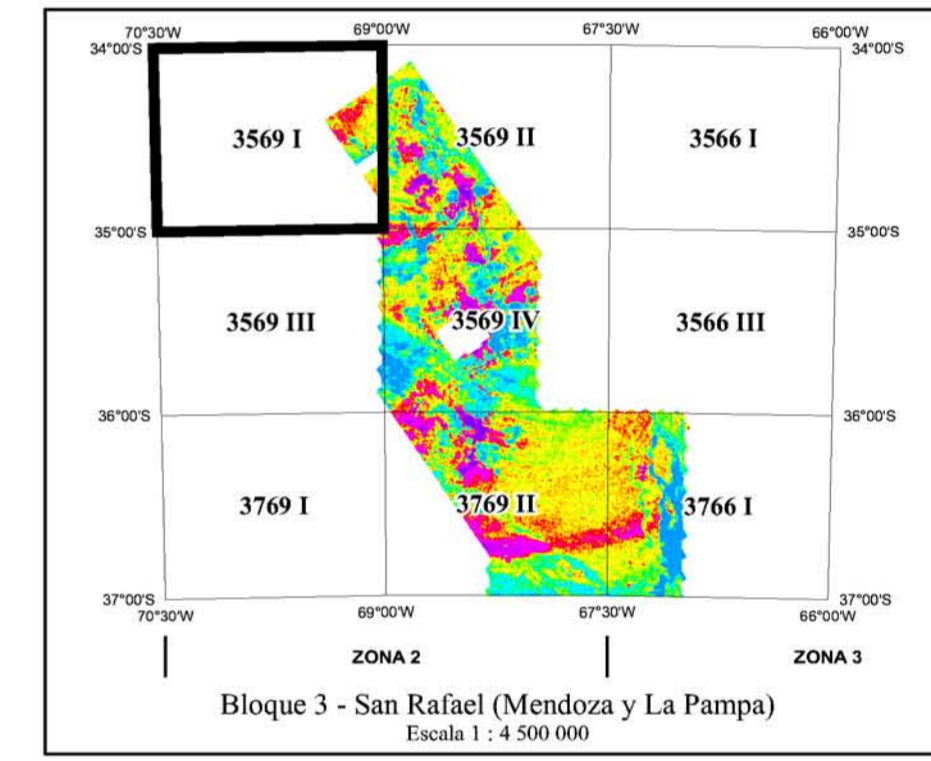 70°30'W 69°00'W 67°30'W 66°00'W
34°00'S 34°00'S
3569 I 3569 II 3566 I
35°00'S 35°00'S
3569 III 3569 IV 3566 III
36°00'S 36°00'S
3769 I 3769 II 3766 I
37°00'S 37°00'S
70°30'W 69°00'W 67°30'W 66°00'W
ZONA 2 ZONA 3
Bloque 3 - San Rafael (Mendoza y La Pampa)
Escala 1 : 4 500 000